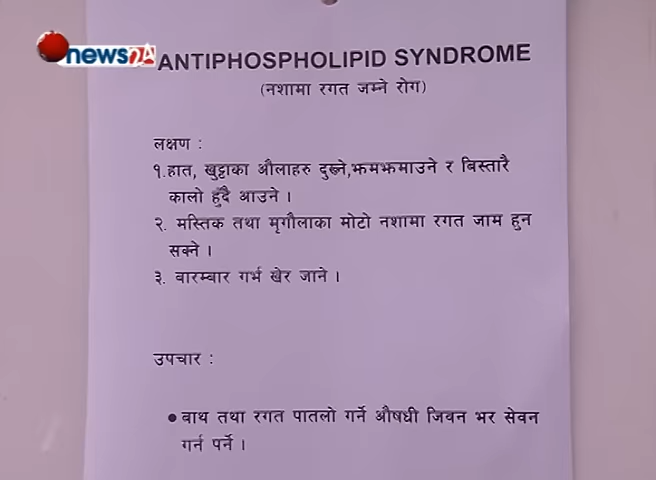 news24
ANTIPHOSPHOLIPID SYNDROME
(नशामा रगत जम्ने रोग)
लक्षण :
१.हात, खुट्टाका औलाहरु दुख्ने,झमझमाउने र बिस्तारै
कालो हुँदै आउने ।
२. मस्तिक तथा मृगौलाका मोटो नशामा रगत जाम हुन
सक्ने ।
३. वारम्बार गर्भ खेर जाने ।
उपचार :
● बाथ तथा रगत पातलो गर्ने औषधी जिवन भर सेवन
गर्न पर्ने ।